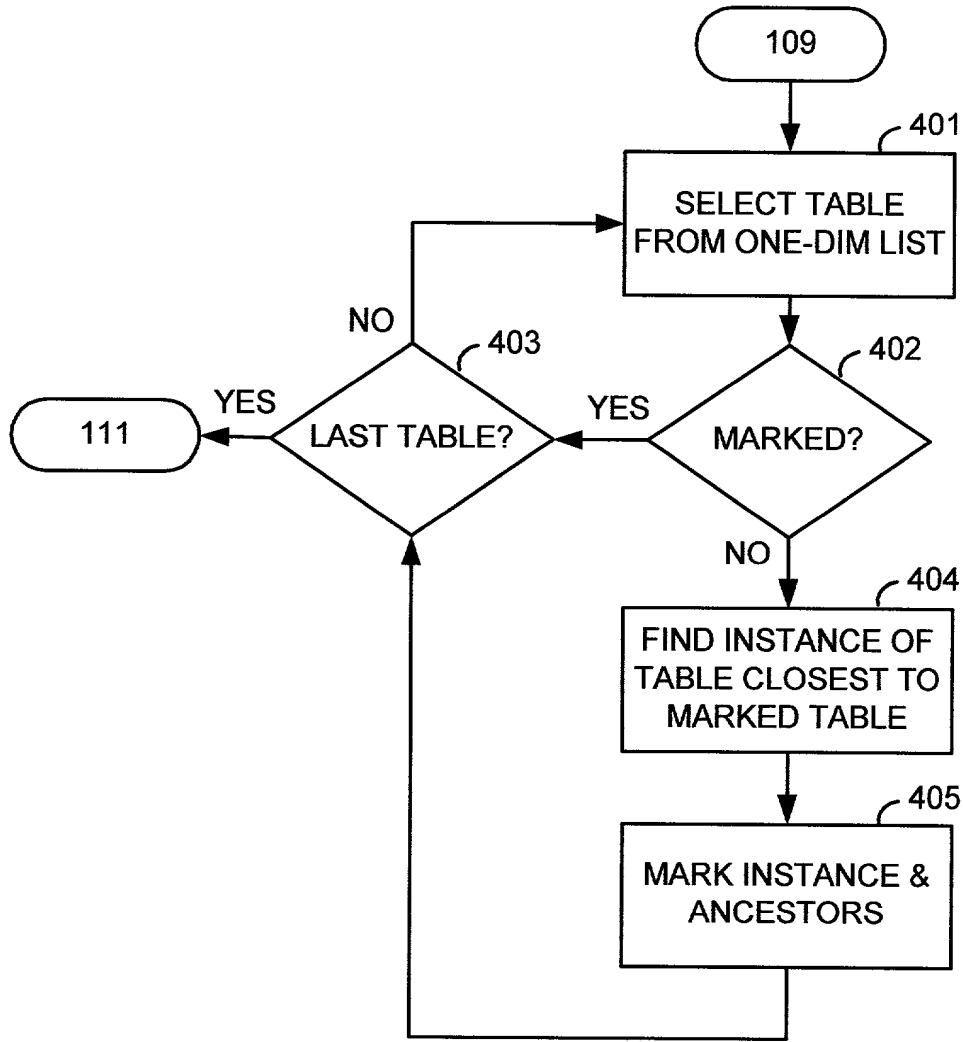 109
401
SELECT TABLE
FROM ONE-DIM LIST
NO
403
402
YES
YES
111
LAST TABLE?
MARKED?
NO
404
FIND INSTANCE OF
TABLE CLOSEST TO
MARKED TABLE
405
MARK INSTANCE &
ANCESTORS